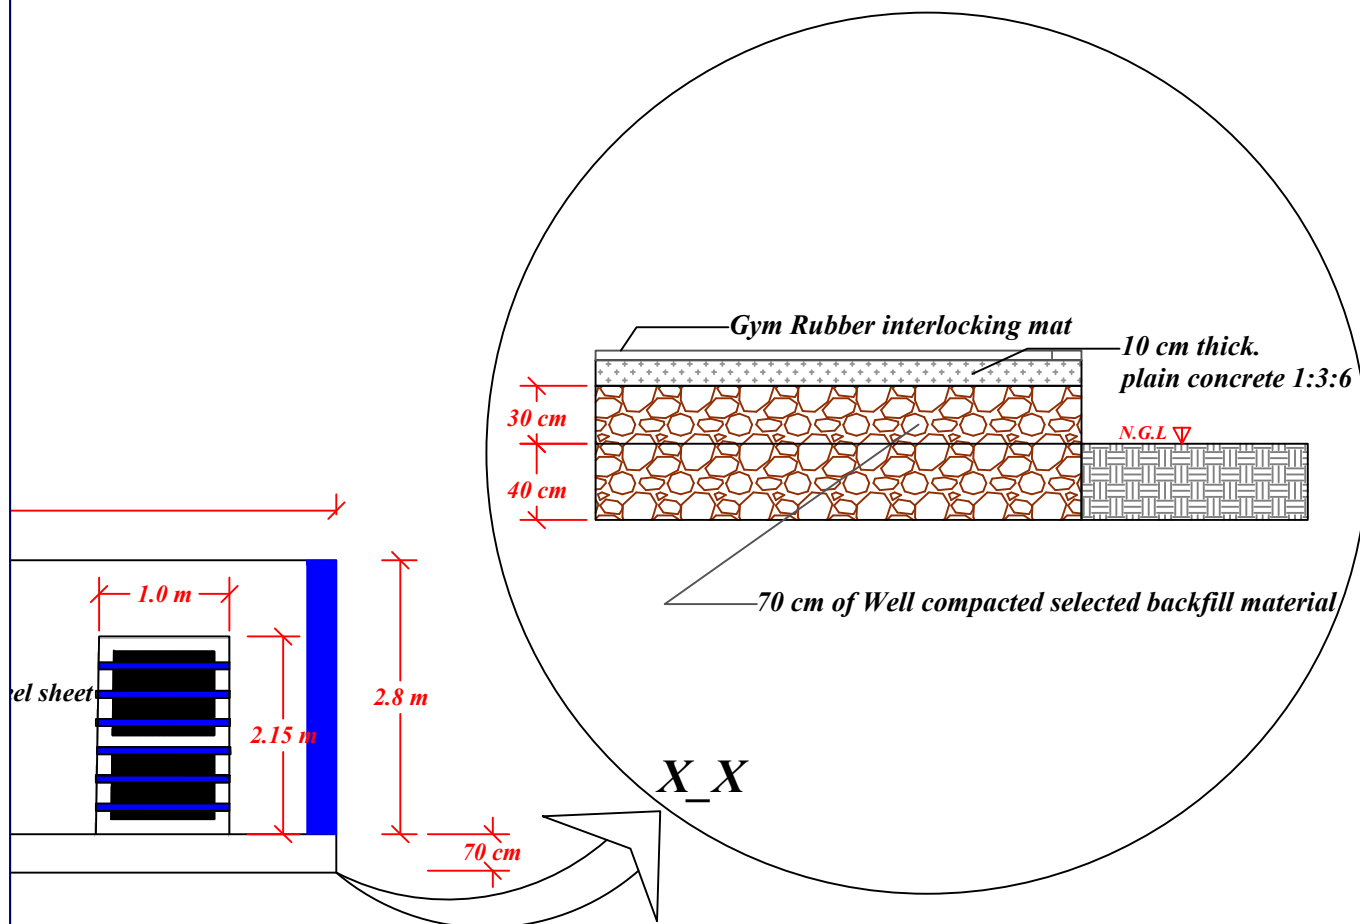 Gym Rubber interlocking mat
10 cm thick.
plain concrete 1:3:6
30 cm
N.G.L
40 cm
70 cm of Well compacted selected backfill material
1.0 m
sheet
2.8 m
2.15 m
X_X
70 cm